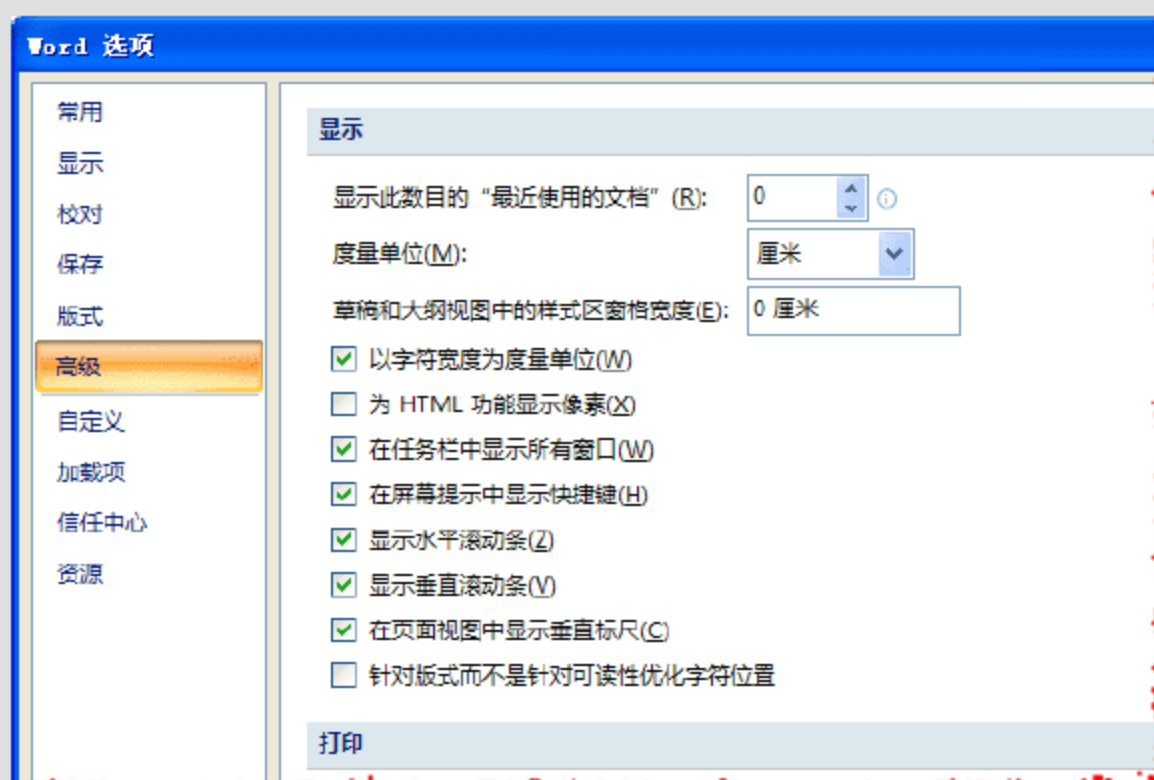 Word 选项
常用
显示
校对
保存
版式
高级
自定义
加载项
信任中心
资源
显示
显示此数目的“最近使用的文档”(R): 0
度量单位(M): 厘米
草稿和大纲视图中的样式区窗格宽度(E): 0 厘米
以字符宽度为度量单位(W)
为 HTML 功能显示像素(X)
在任务栏中显示所有窗口(W)
在屏幕提示中显示快捷键(H)
显示水平滚动条(Z)
显示垂直滚动条(V)
在页面视图中显示垂直标尺(C)
针对版式而不是针对可读性优化字符位置
打印